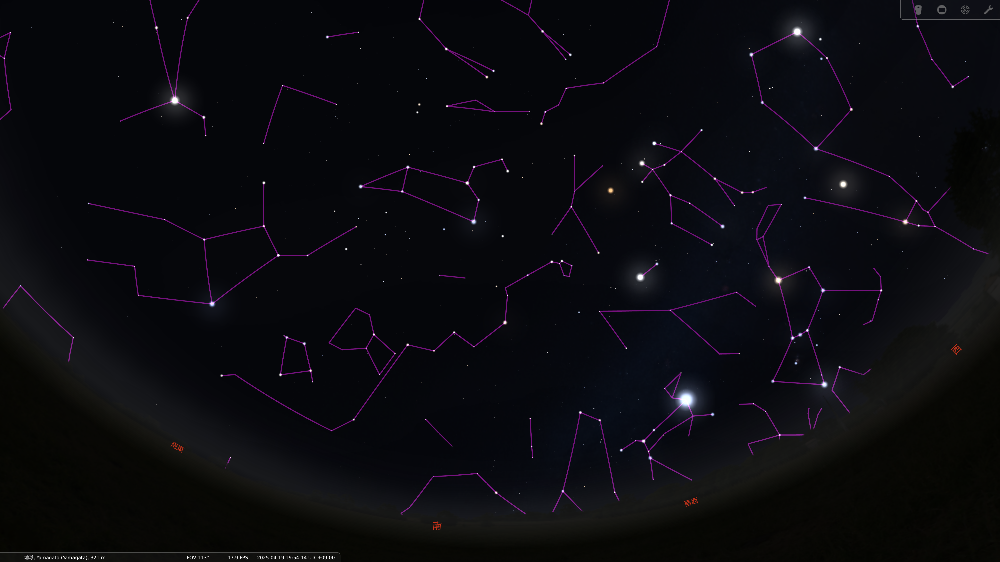 西
南東
南西
南
地球, Yamagata (Yamagata), 321 m FOV 113° 17.9 FPS 2025-04-19 19:54:14 UTC+09:00